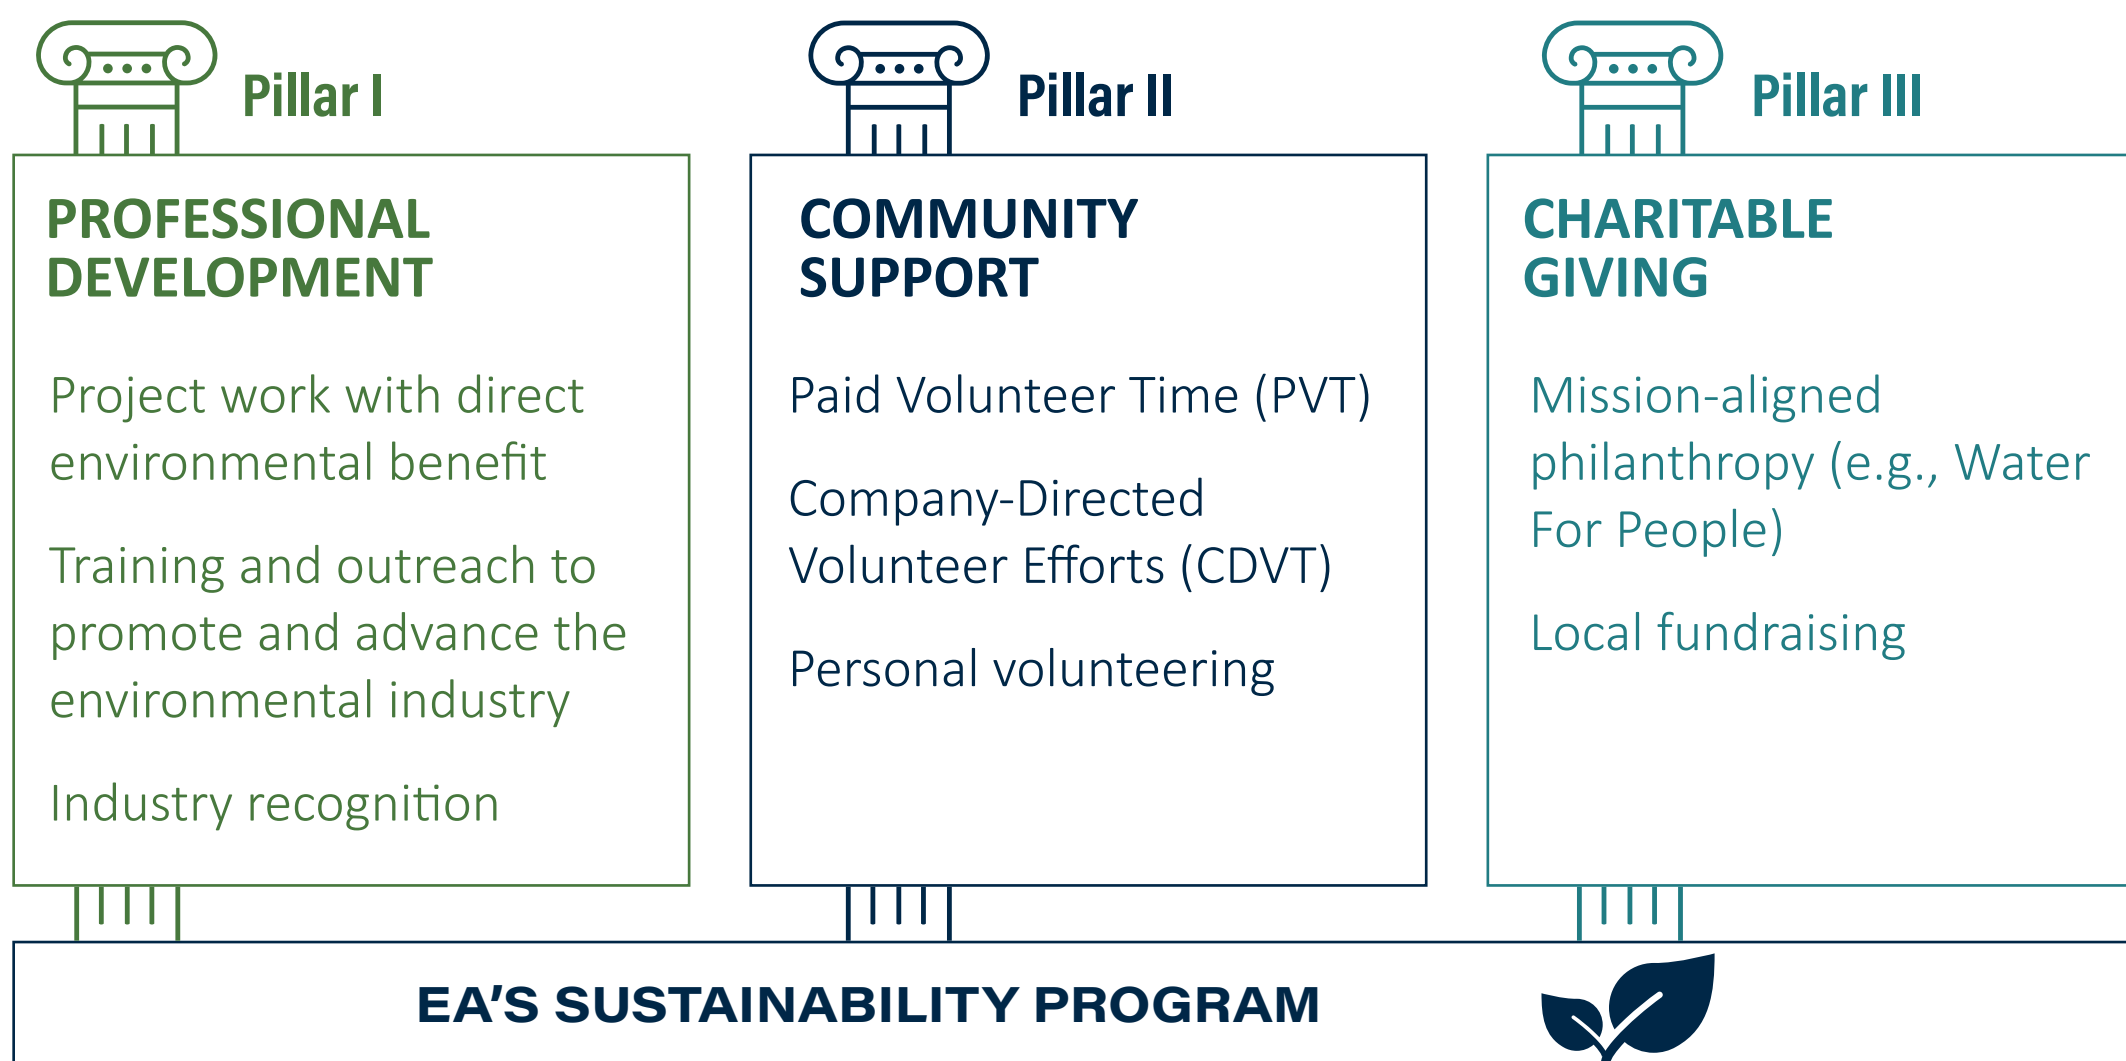 Pillar I
PROFESSIONAL
DEVELOPMENT
Project work with direct
environmental benefit
Training and outreach to
promote and advance the
environmental industry
Industry recognition
Pillar II
COMMUNITY
SUPPORT
Paid Volunteer Time (PVT)
Company-Directed
Volunteer Efforts (CDVT)
Personal volunteering
Pillar III
CHARITABLE
GIVING
Mission-aligned
philanthropy (e.g., Water
For People)
Local fundraising
EA'S SUSTAINABILITY PROGRAM